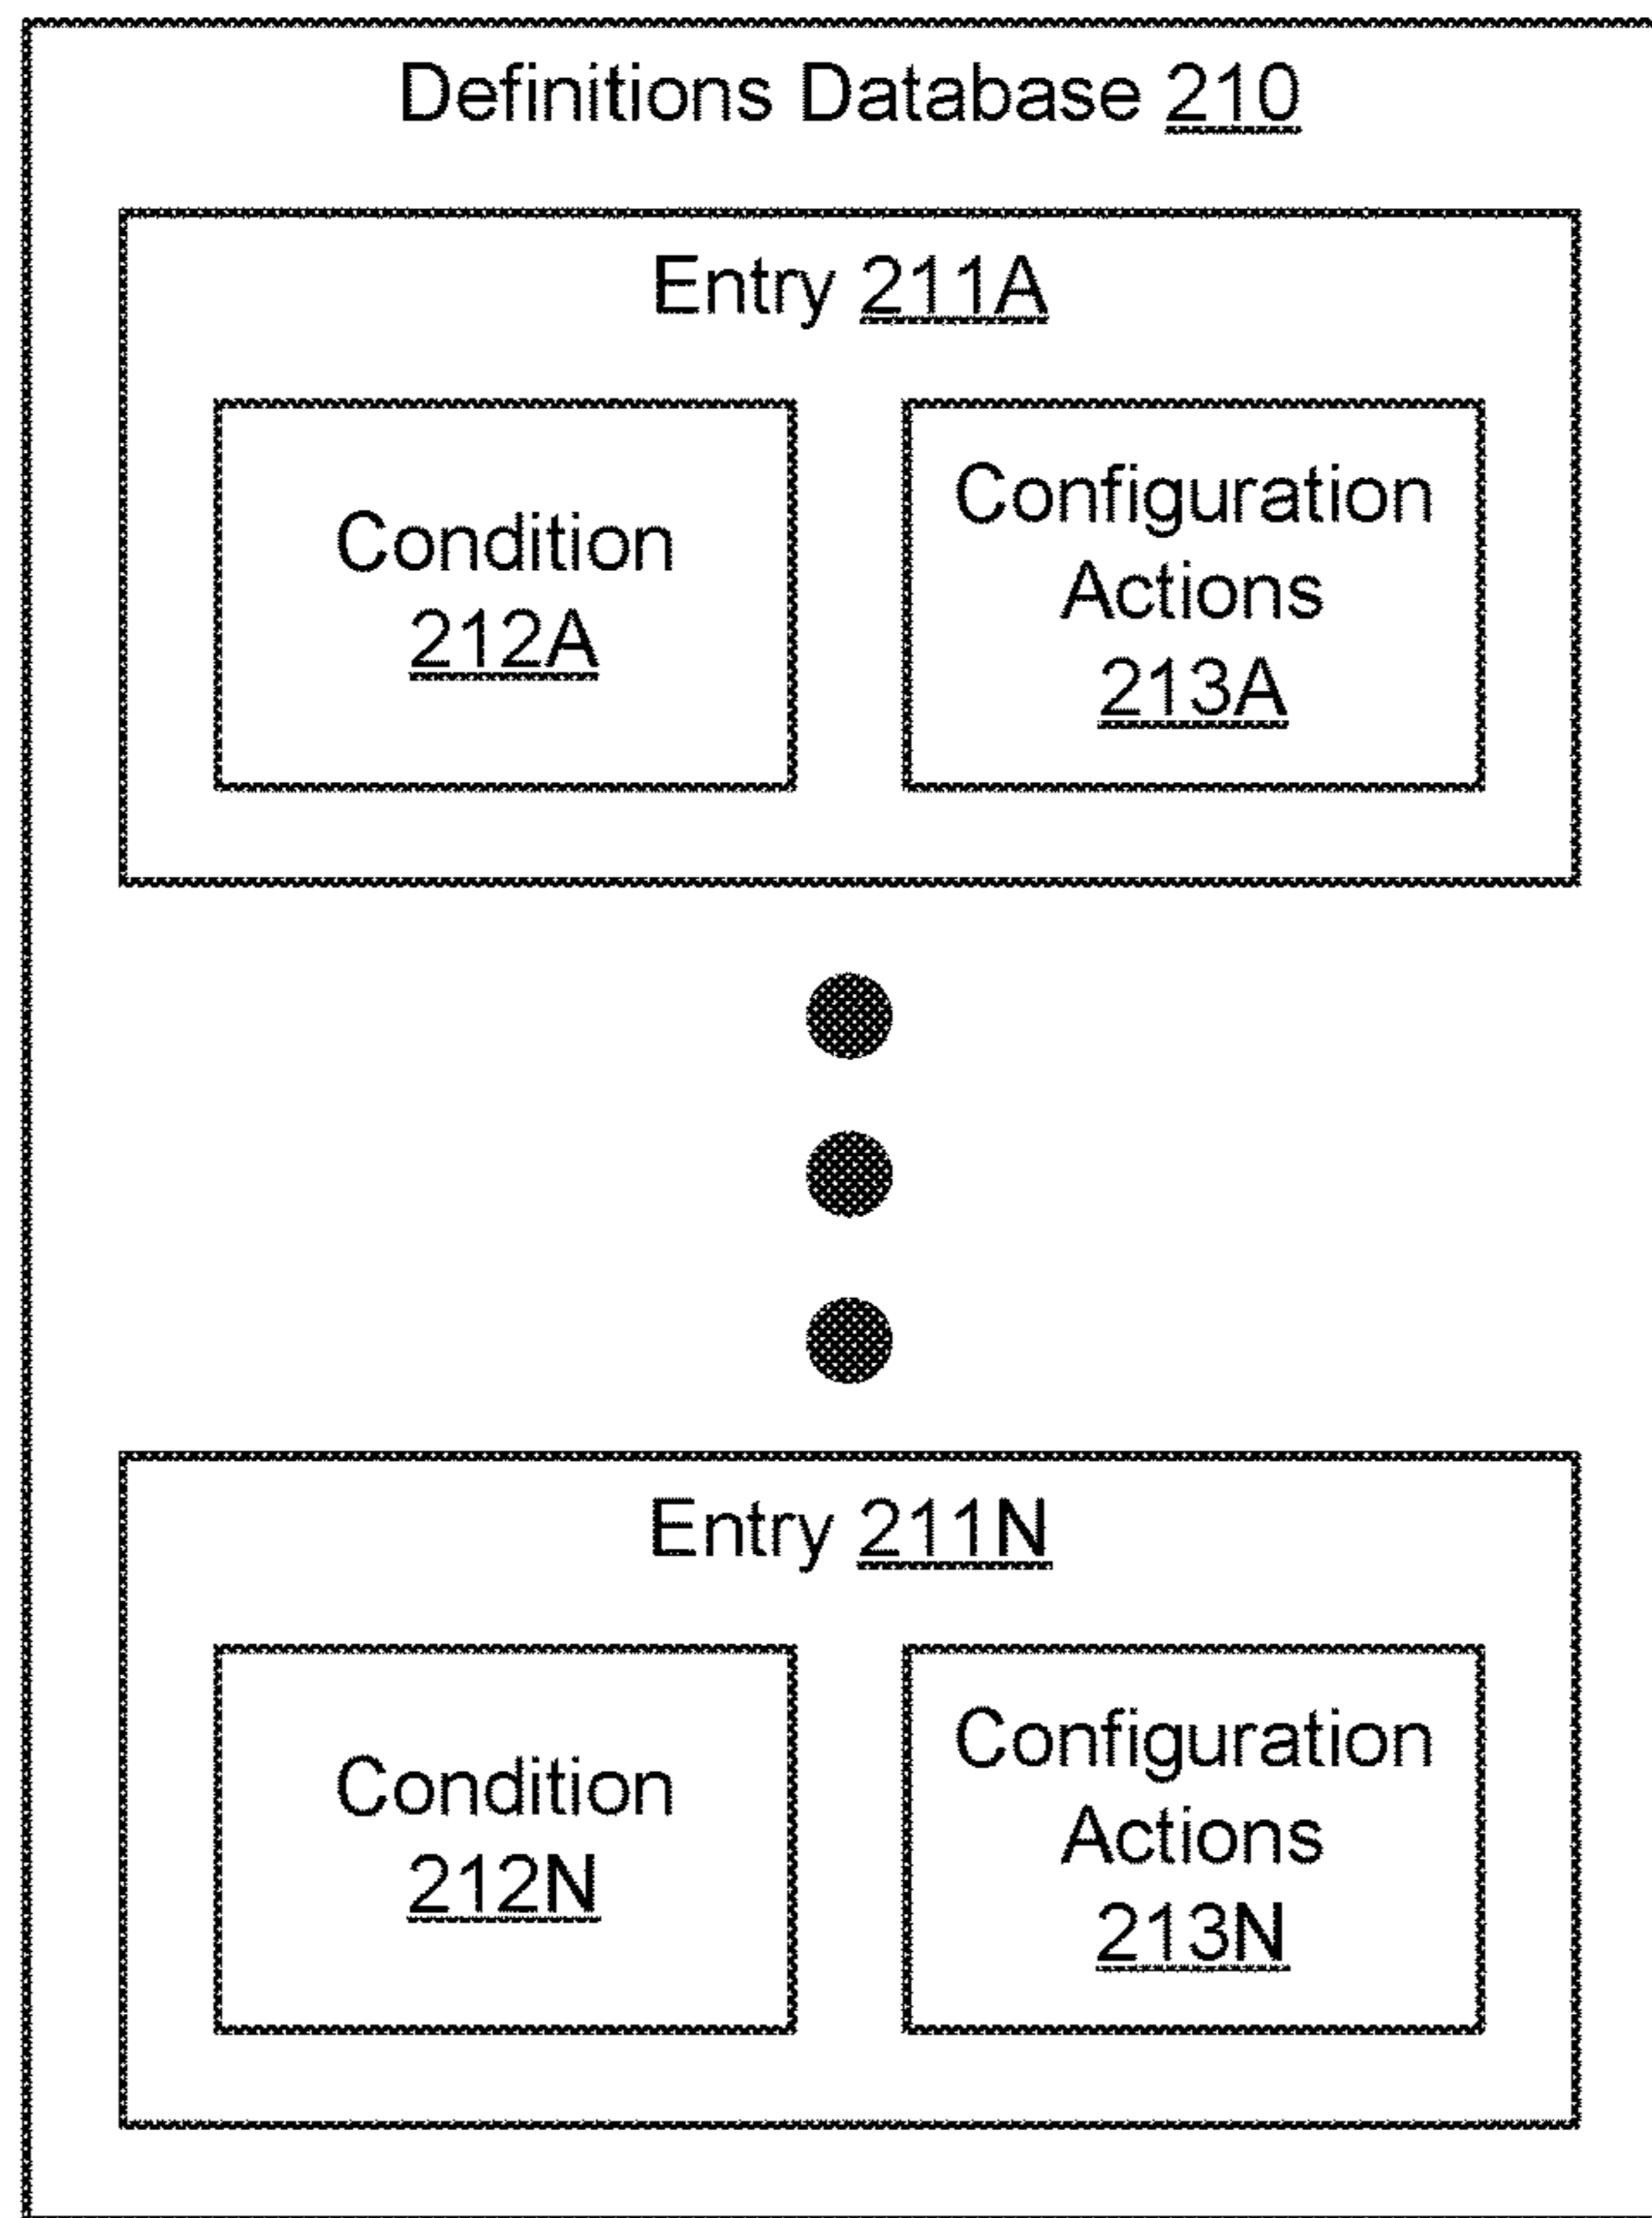 Definitions Database 210
Entry 211A
Condition
212A
Configuration
Actions
213A
Entry 211N
Condition
212N
Configuration
Actions
213N